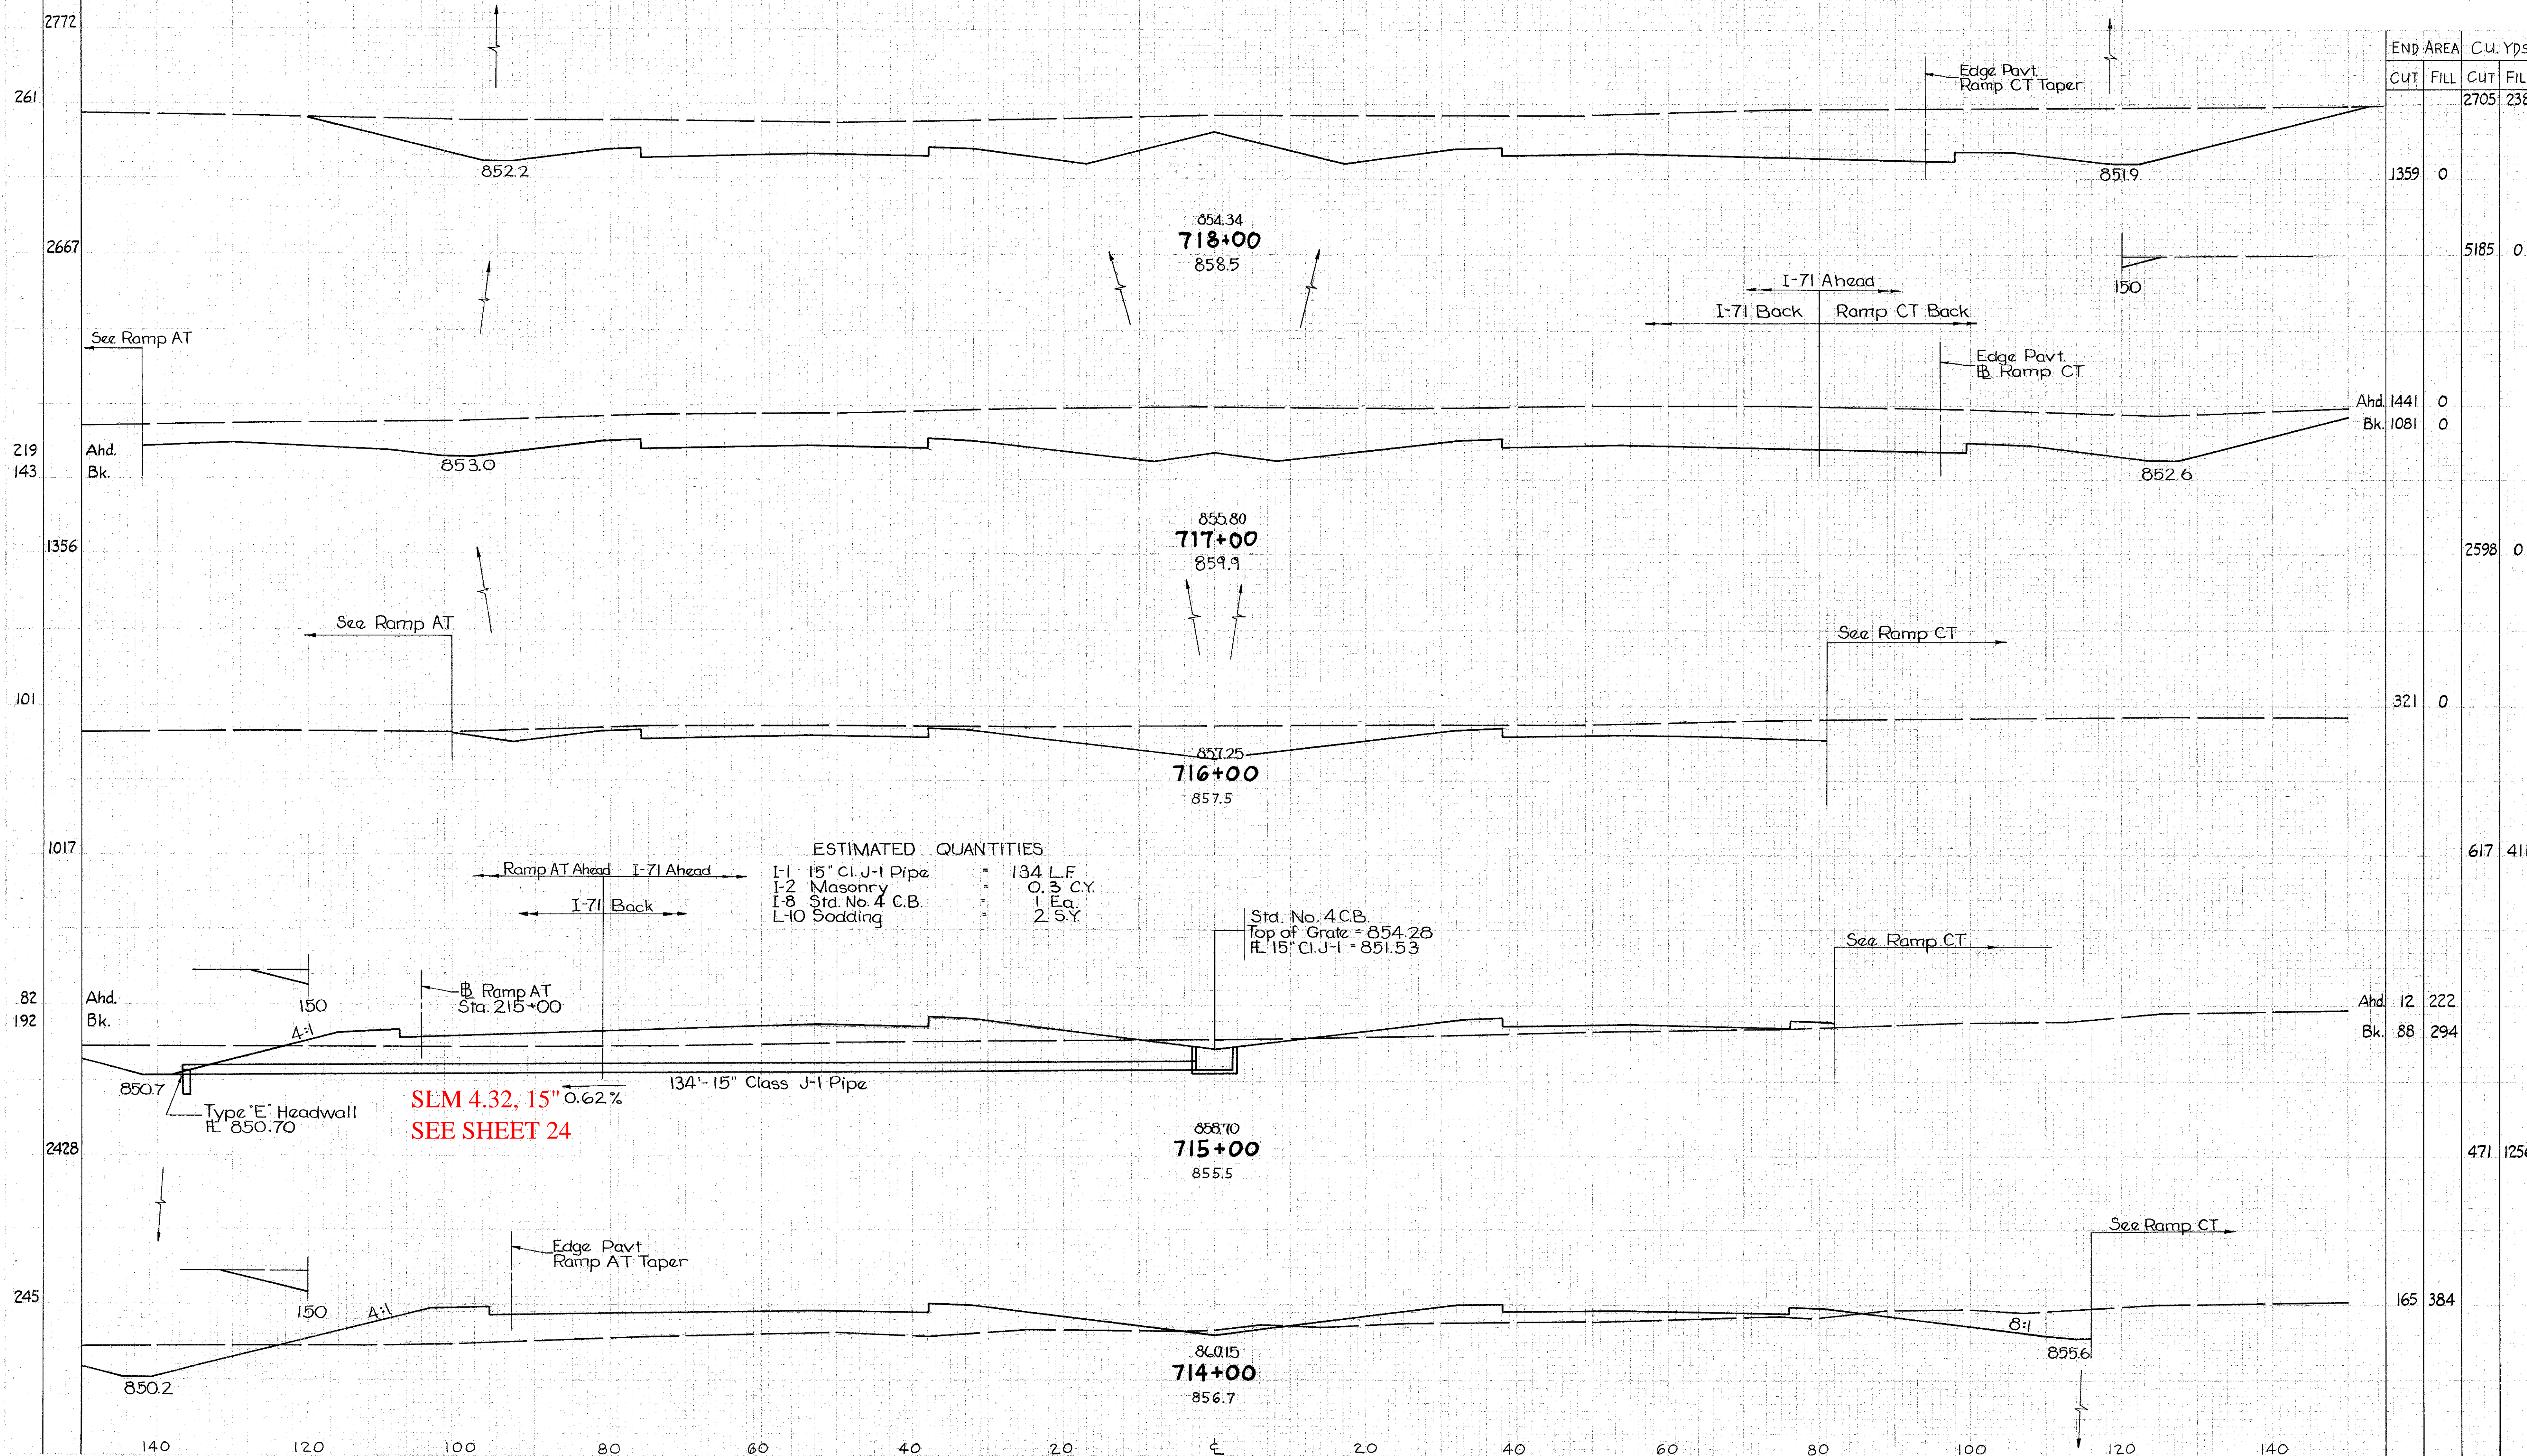 2772
END AREA CU. YDS
CUT FILL CUT FIL
2705 238
261
Edge Pavt.
Ramp CT Taper
852.2
851.9
1359 0
854.34
718+00
858.5
2667
5185 0
150
I-71 Ahead
I-71 Back Ramp CT Back
See Ramp AT
Edge Pavt.
BL Ramp CT
Ahd. 1441 0
Bk. 1081 0
219 Ahd.
143 Bk.
853.0
852.6
855.80
717+00
859.9
1356
2598 0
See Ramp AT
See Ramp CT
101
321 0
857.25
716+00
857.5
1017
617 411
ESTIMATED QUANTITIES
I-1 15" Cl. J-1 Pipe = 134 L.F.
I-2 Masonry = 0.3 C.Y.
I-8 Std. No. 4 C.B. = 1 Ea.
L-10 Sodding = 2 S.Y.
Ramp AT Ahead I-71 Ahead
I-71 Back
Std. No. 4 C.B.
Top of Grate = 854.28
FL 15" Cl. J-1 = 851.53
See Ramp CT
150
BL Ramp AT
Sta. 215+00
82 Ahd.
192 Bk.
Ahd 12 222
Bk. 88 294
4:1
850.7
134'-15" Class J-1 Pipe
0.62%
Type "E" Headwall
FL 850.70
SLM 4.32, 15"
SEE SHEET 24
858.70
715+00
855.5
2428
471 1256
See Ramp CT
Edge Pavt
Ramp AT Taper
245
150
4:1
165 384
8:1
855.6
850.2
860.15
714+00
856.7
140 120 100 80 60 40 20 ℄ 20 40 60 80 100 120 140